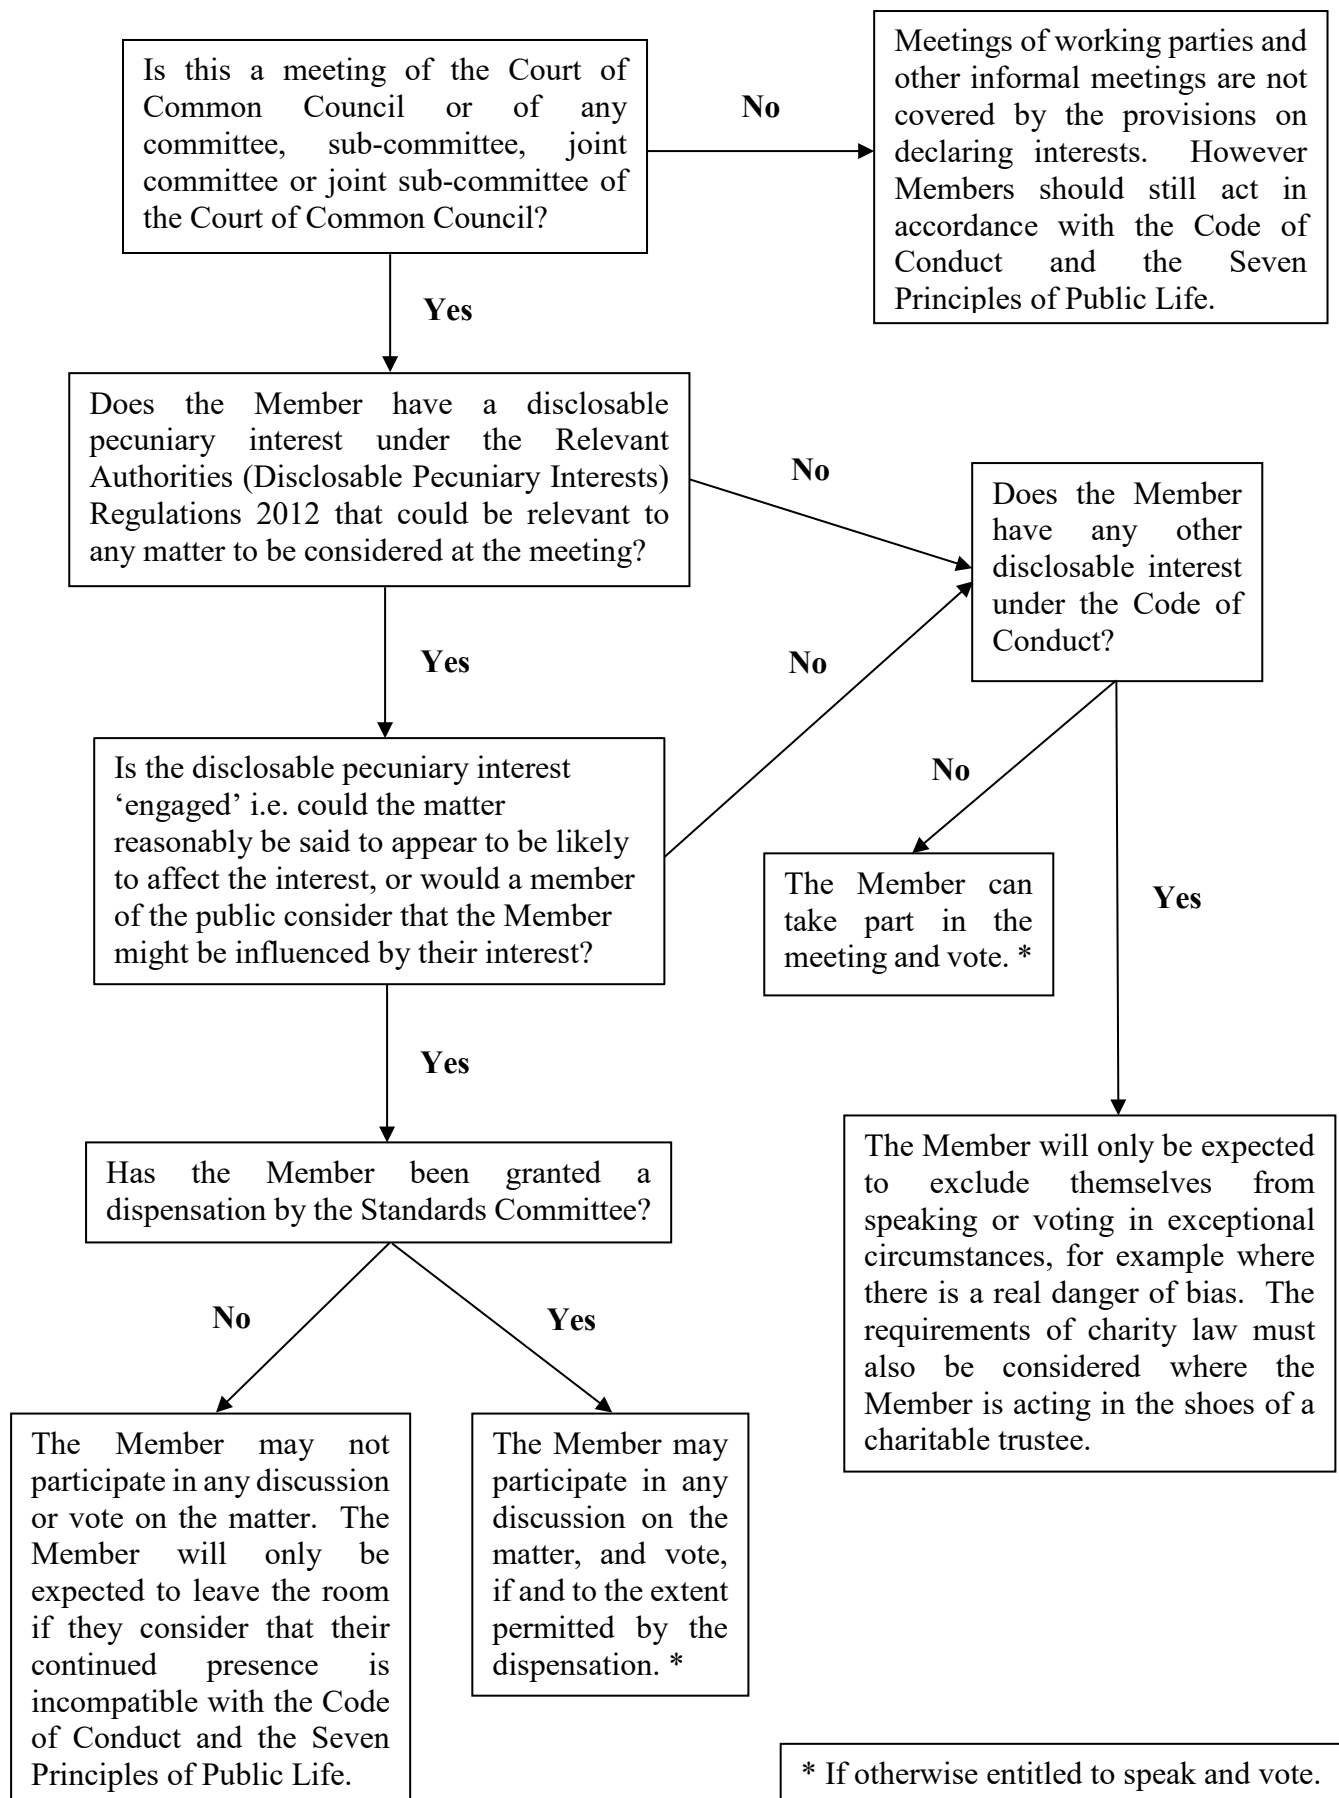 Is this a meeting of the Court of
Common Council or of any
committee, sub-committee, joint
committee or joint sub-committee of
the Court of Common Council?
No
Meetings of working parties and
other informal meetings are not
covered by the provisions on
declaring interests. However
Members should still act in
accordance with the Code of
Conduct and the Seven
Principles of Public Life.
Yes
Does the Member have a disclosable
pecuniary interest under the Relevant
Authorities (Disclosable Pecuniary Interests)
Regulations 2012 that could be relevant to
any matter to be considered at the meeting?
No
Does the Member
have any other
disclosable interest
under the Code of
Conduct?
Yes
No
Is the disclosable pecuniary interest
‘engaged’ i.e. could the matter
reasonably be said to appear to be likely
to affect the interest, or would a member
of the public consider that the Member
might be influenced by their interest?
No
The Member can
take part in the
meeting and vote. *
Yes
Yes
Has the Member been granted a
dispensation by the Standards Committee?
The Member will only be expected
to exclude themselves from
speaking or voting in exceptional
circumstances, for example where
there is a real danger of bias. The
requirements of charity law must
also be considered where the
Member is acting in the shoes of a
charitable trustee.
No
Yes
The Member may not
participate in any discussion
or vote on the matter. The
Member will only be
expected to leave the room
if they consider that their
continued presence is
incompatible with the Code
of Conduct and the Seven
Principles of Public Life.
The Member may
participate in any
discussion on the
matter, and vote,
if and to the extent
permitted by the
dispensation. *
* If otherwise entitled to speak and vote.